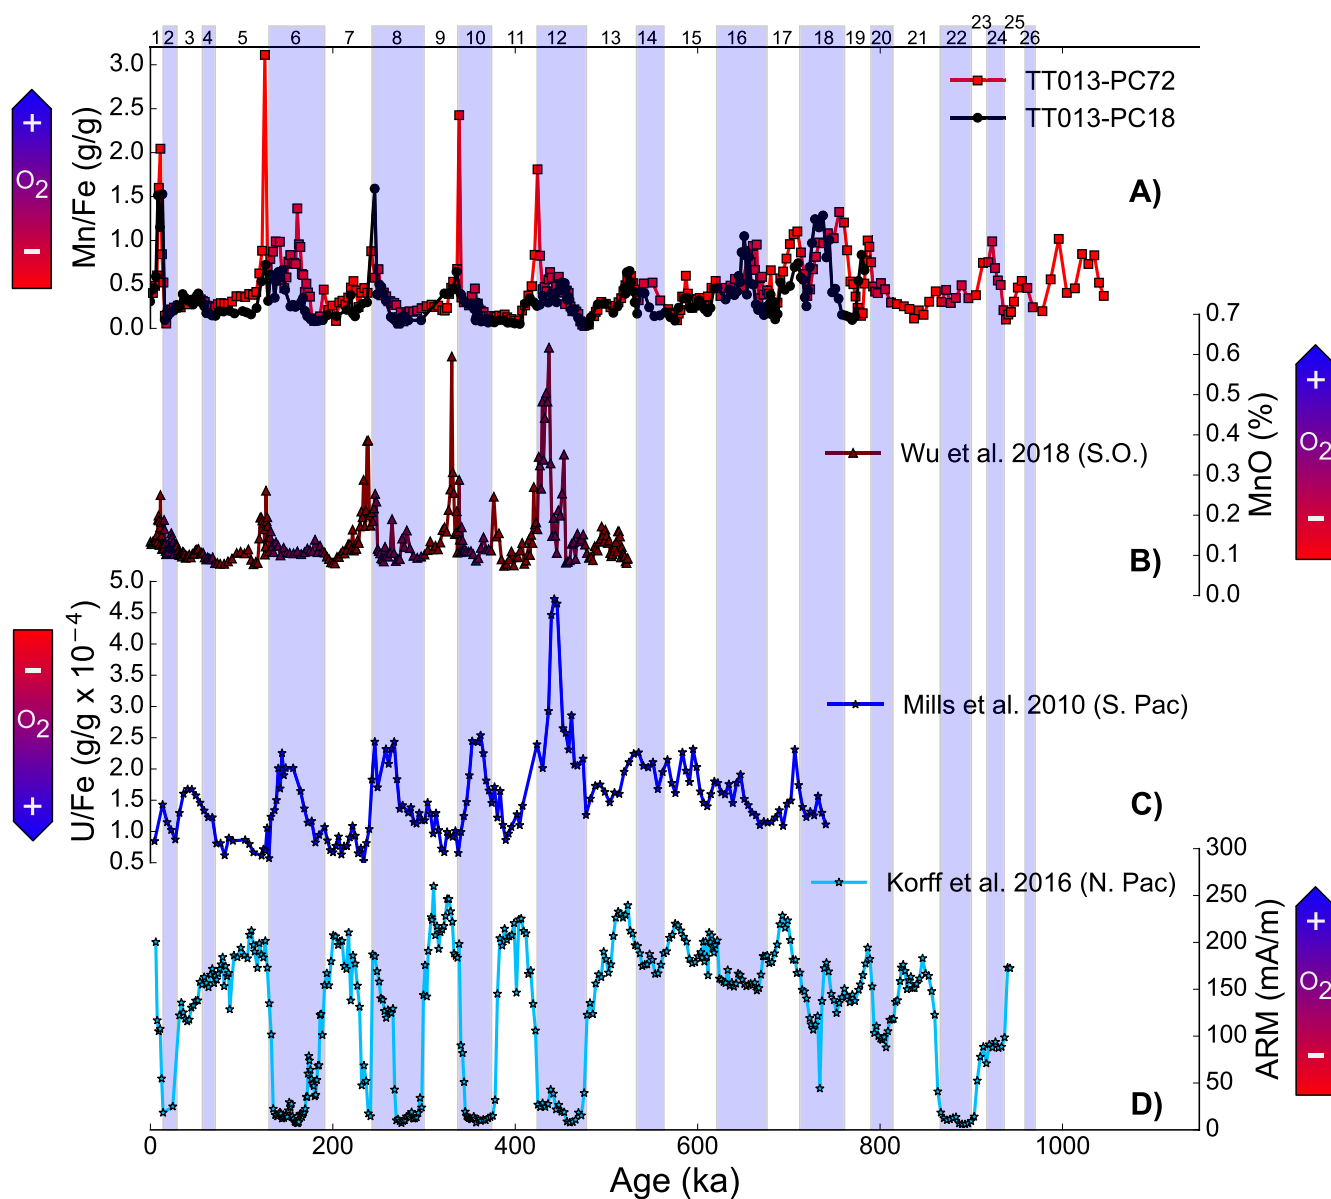 23 25
1 2 3 4 5 6 7 8 9 10 11 12 13 14 15 16 17 18 19 20 21 22 24 26
3.0
2.5
2.0
1.5
1.0
0.5
0.0
Mn/Fe (g/g)
+
O2
−
TT013-PC72
TT013-PC18
A)
0.7
0.6
0.5
0.4
0.3
0.2
0.1
0.0
MnO (%)
+
O2
−
Wu et al. 2018 (S.O.)
B)
5.0
4.5
4.0
3.5
3.0
2.5
2.0
1.5
1.0
0.5
U/Fe (g/g x 10−4)
−
O2
+
Mills et al. 2010 (S. Pac)
C)
300
250
200
150
100
50
0
ARM (mA/m)
+
O2
−
Korff et al. 2016 (N. Pac)
D)
0 200 400 600 800 1000
Age (ka)